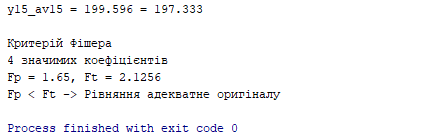 y15_av15 = 199.596 = 197.333
Критерій Фішера
4 значимих коефіцієнтів
Fp = 1.65, Ft = 2.1256
Fp < Ft -> Рівняння адекватне оригіналу
Process finished with exit code 0